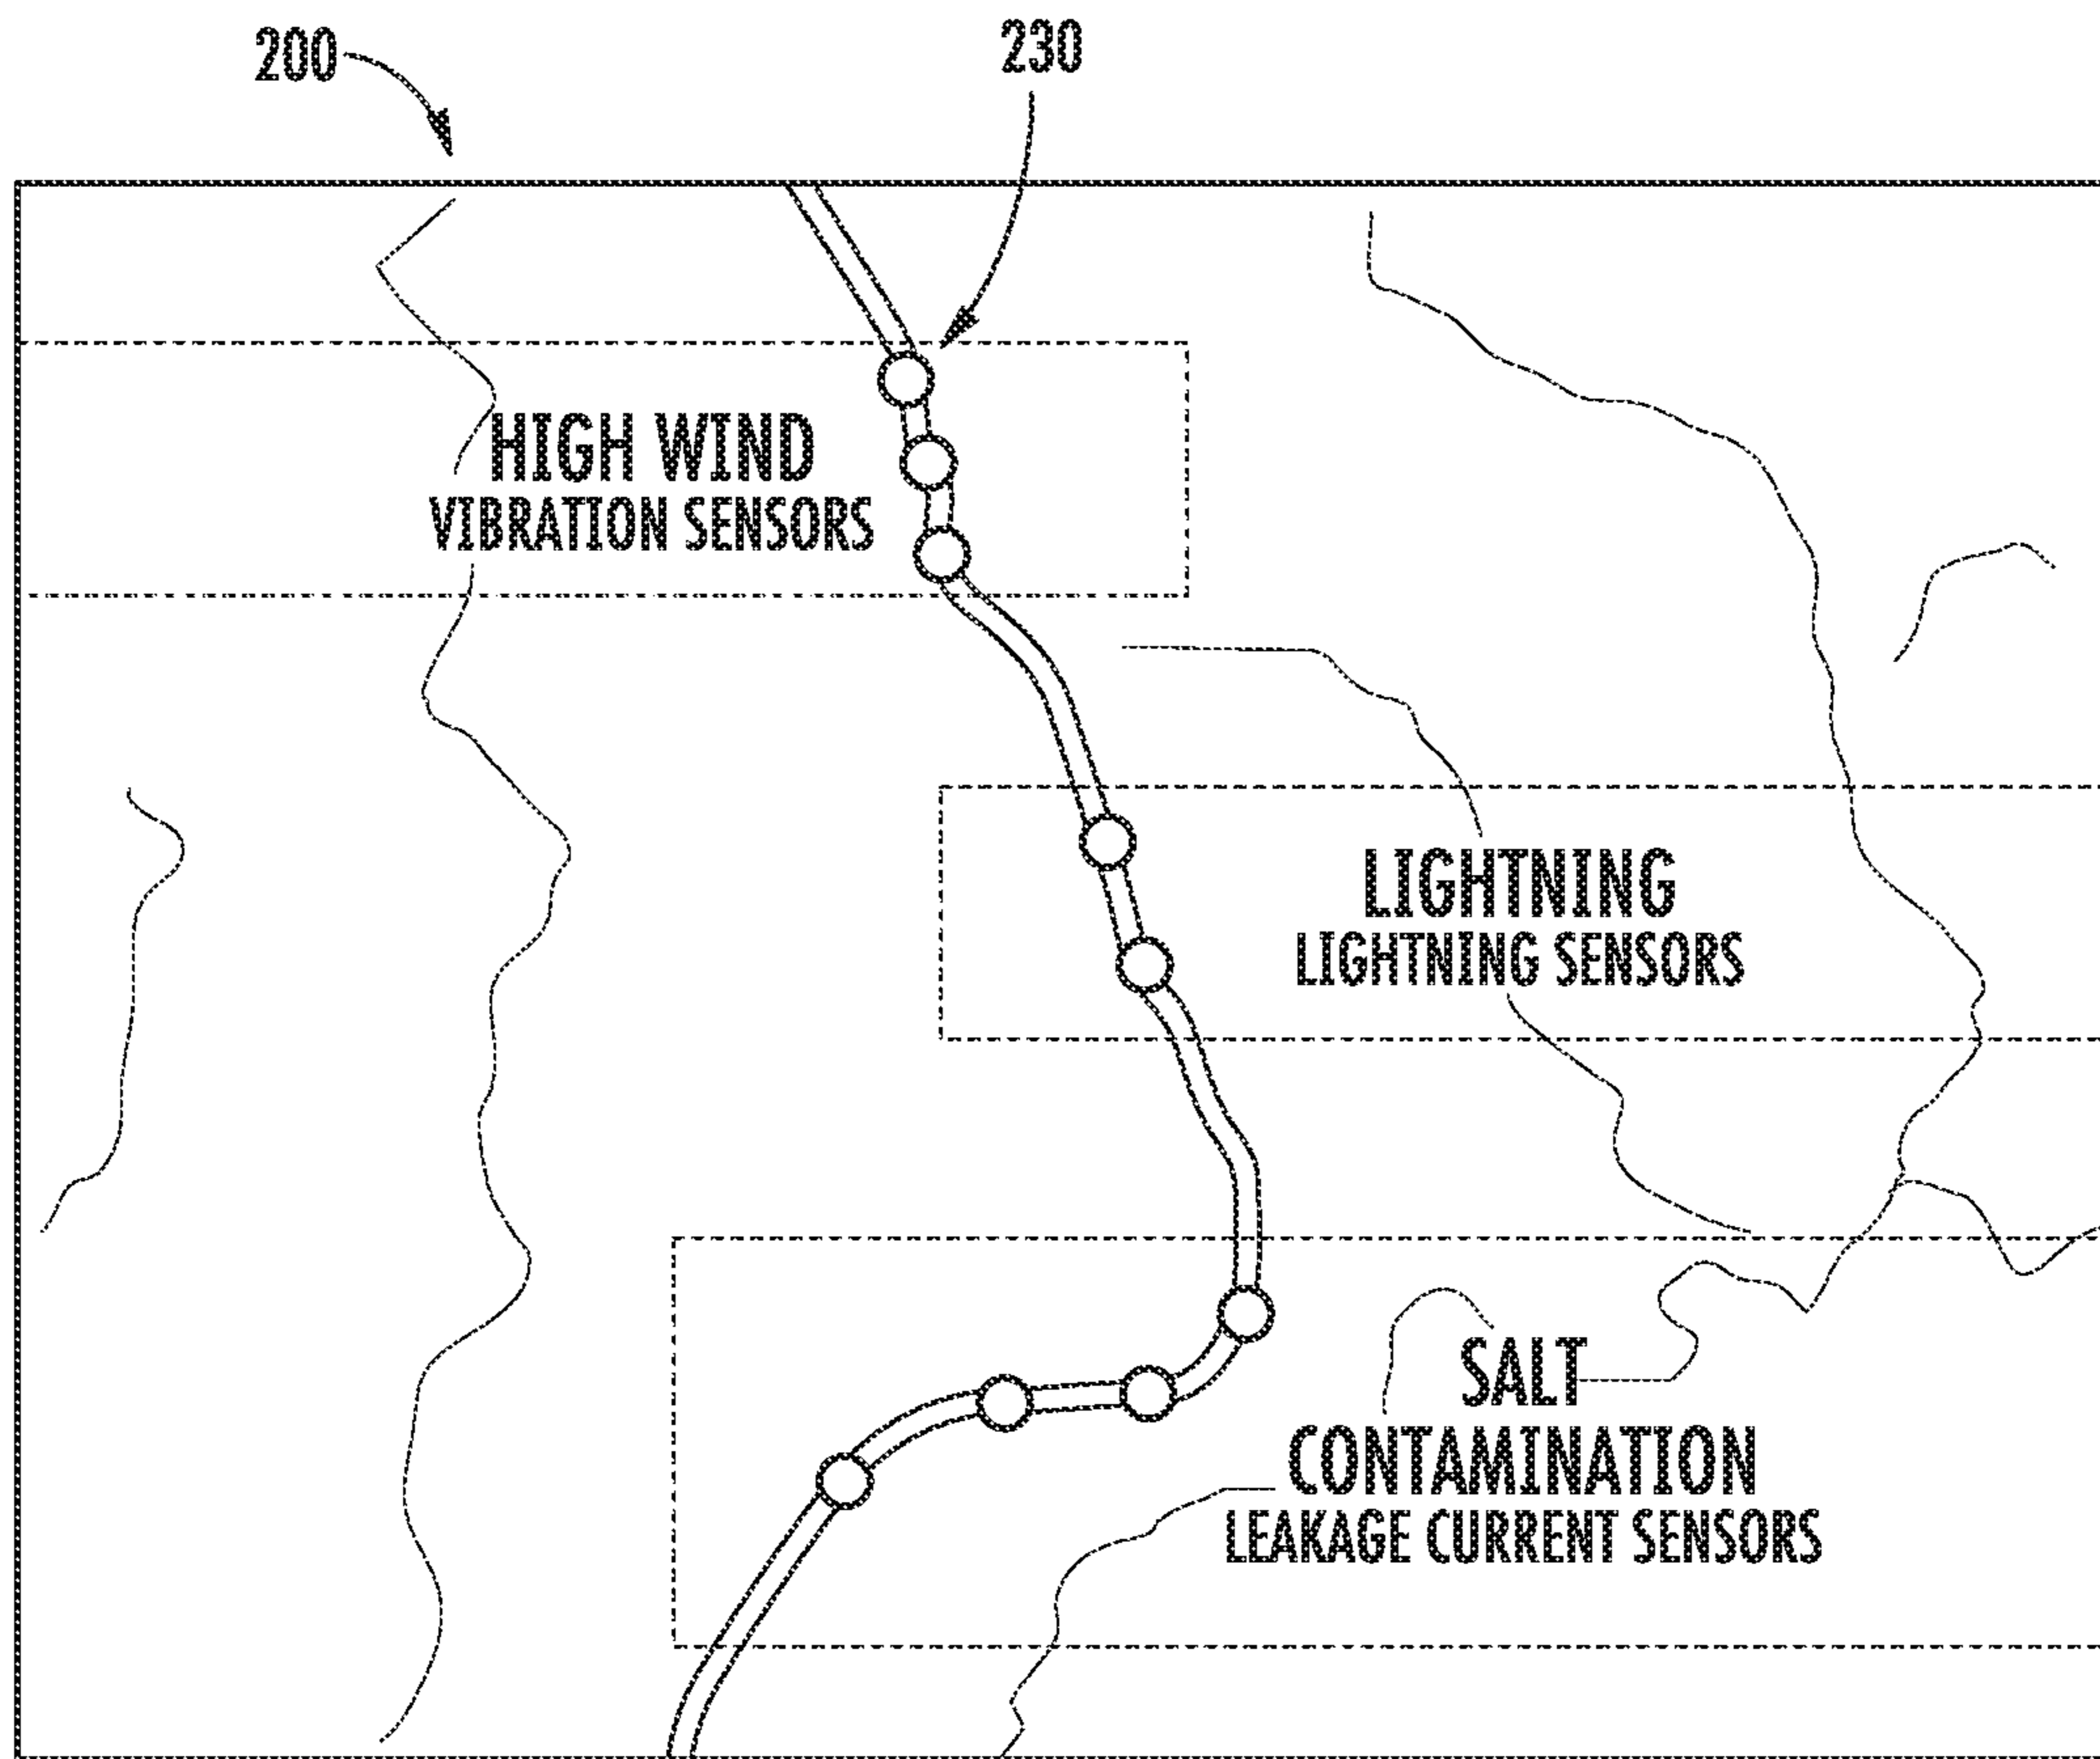 200
230
HIGH WIND
VIBRATION SENSORS
LIGHTNING
LIGHTNING SENSORS
SALT
CONTAMINATION
LEAKAGE CURRENT SENSORS